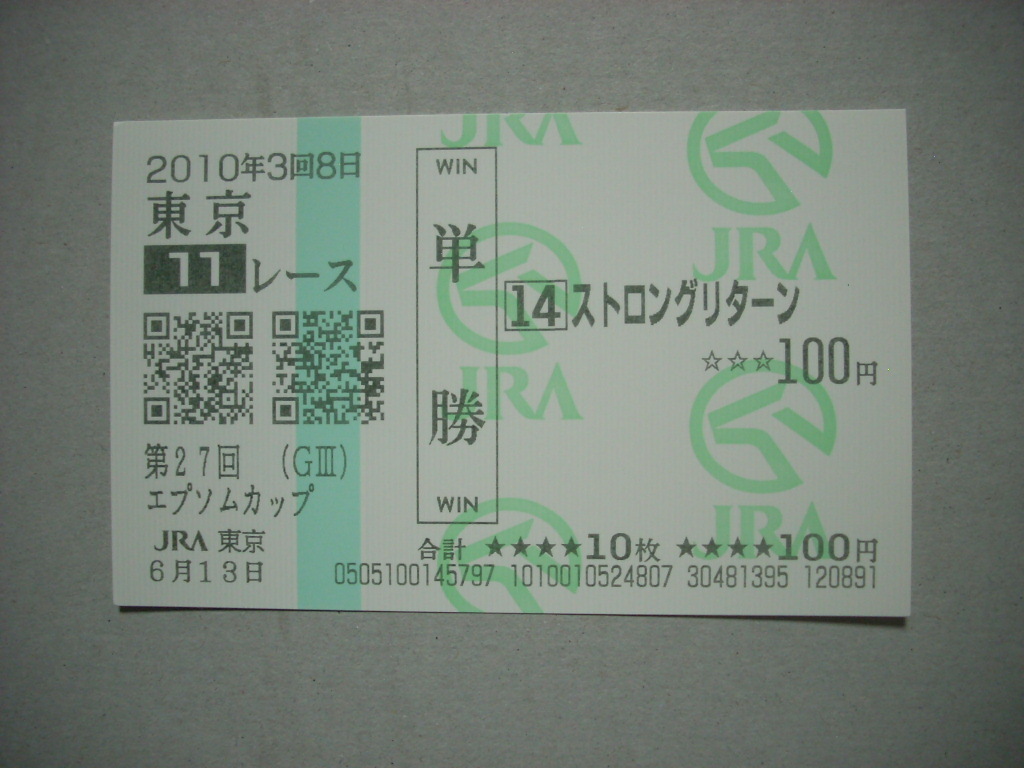 2010年3回8日
東京
11レース
第27回 (GⅢ)
エプソムカップ
JRA 東京
6月13日
WIN
単勝
WIN
14 ストロングリターン
☆☆☆100円
合計 ★★★★10枚 ★★★★100円
0505100145797 1010010524807 30481395 120891
JRA
JRA
JRA
JRA